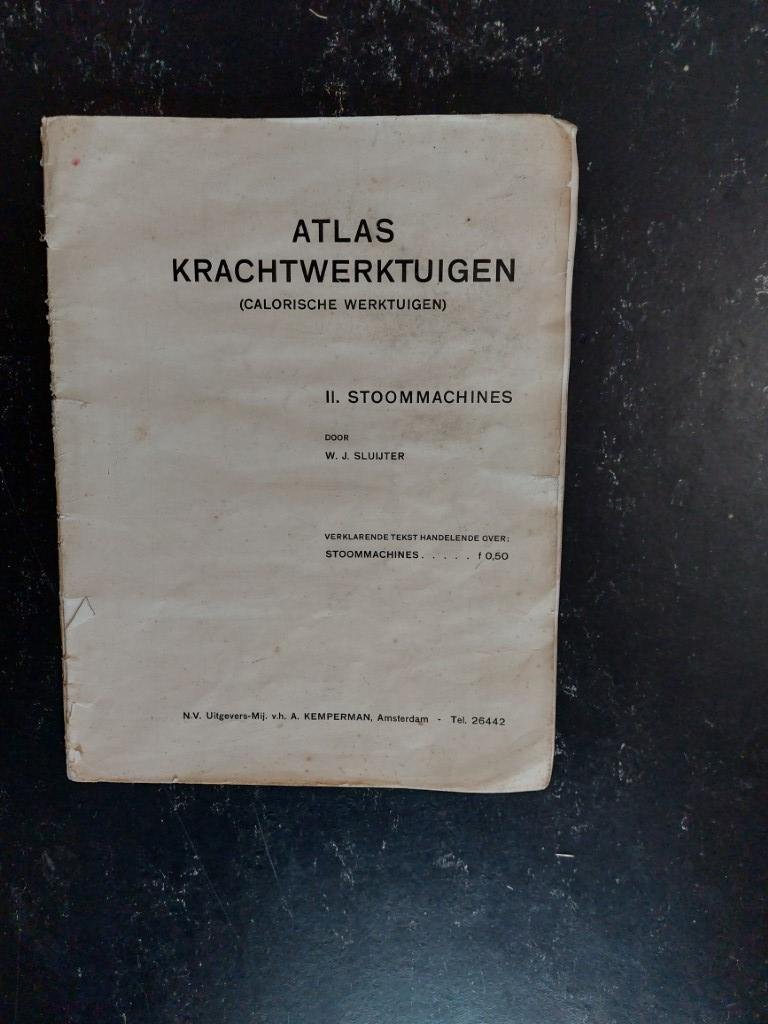 ATLAS
KRACHTWERKTUIGEN
(CALORISCHE WERKTUIGEN)
II. STOOMMACHINES
DOOR
W. J. SLUIJTER
VERKLARENDE TEKST HANDELENDE OVER:
STOOMMACHINES. . . . . f 0,50
N.V. Uitgevers-Mij. v.h. A. KEMPERMAN, Amsterdam - Tel. 26442